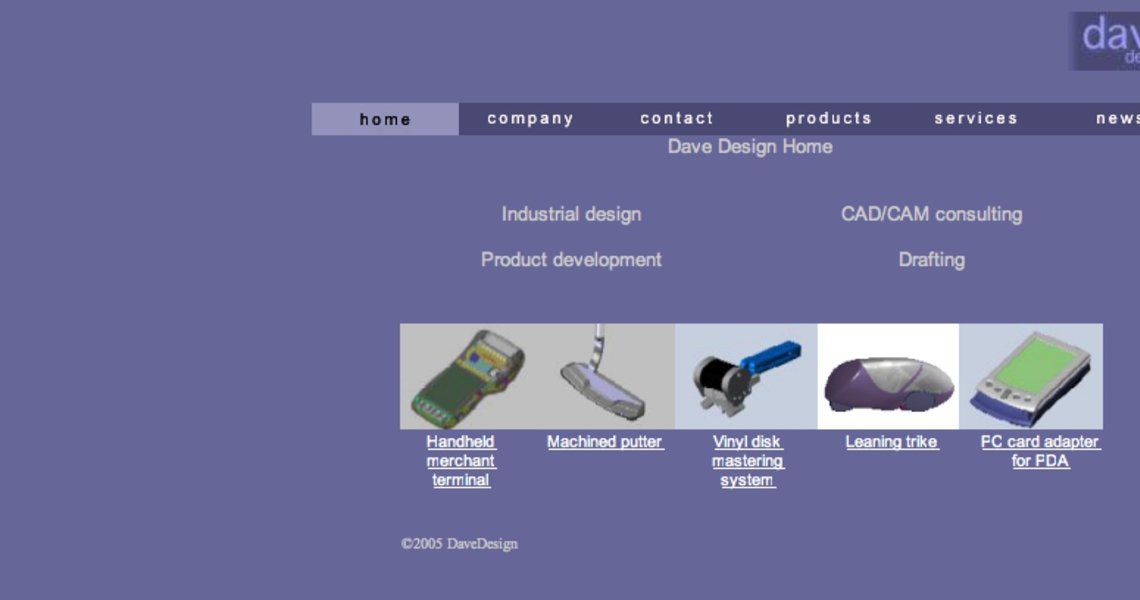 dav
de
home company contact products services news
Dave Design Home
Industrial design CAD/CAM consulting
Product development Drafting
Handheld merchant terminal
Machined putter
Vinyl disk mastering system
Leaning trike
PC card adapter for PDA
©2005 DaveDesign